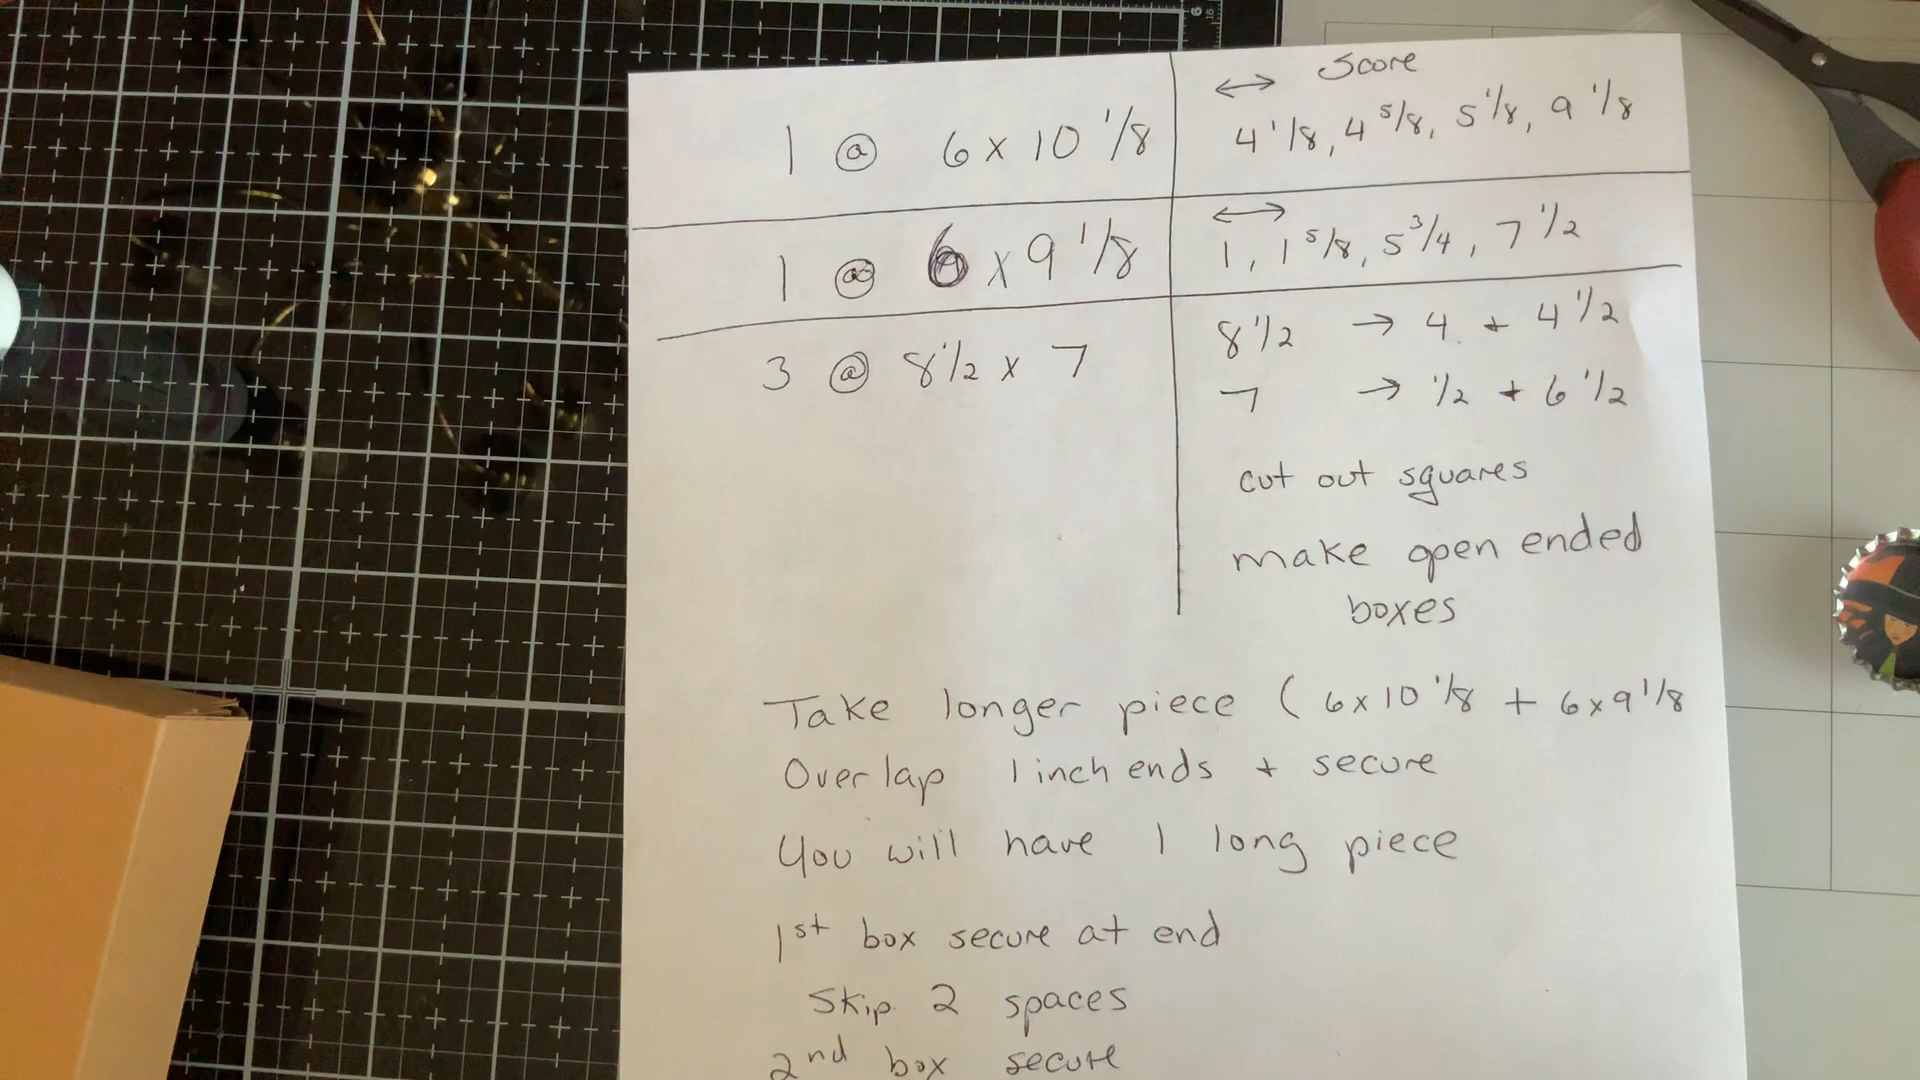 Score
1 @ 6 x 10 1/8 ↔ 4 1/8, 4 5/8, 5 1/8, 9 1/8
1 @ 6 x 9 1/8 ↔ 1, 1 5/8, 5 3/4, 7 1/2
3 @ 8 1/2 x 7 8 1/2 → 4 + 4 1/2
7 → 1/2 + 6 1/2
cut out squares
make open ended
boxes
Take longer piece ( 6 x 10 1/8 + 6 x 9 1/8
Overlap 1 inch ends + secure
You will have 1 long piece
1st box secure at end
Skip 2 spaces
2nd box secure